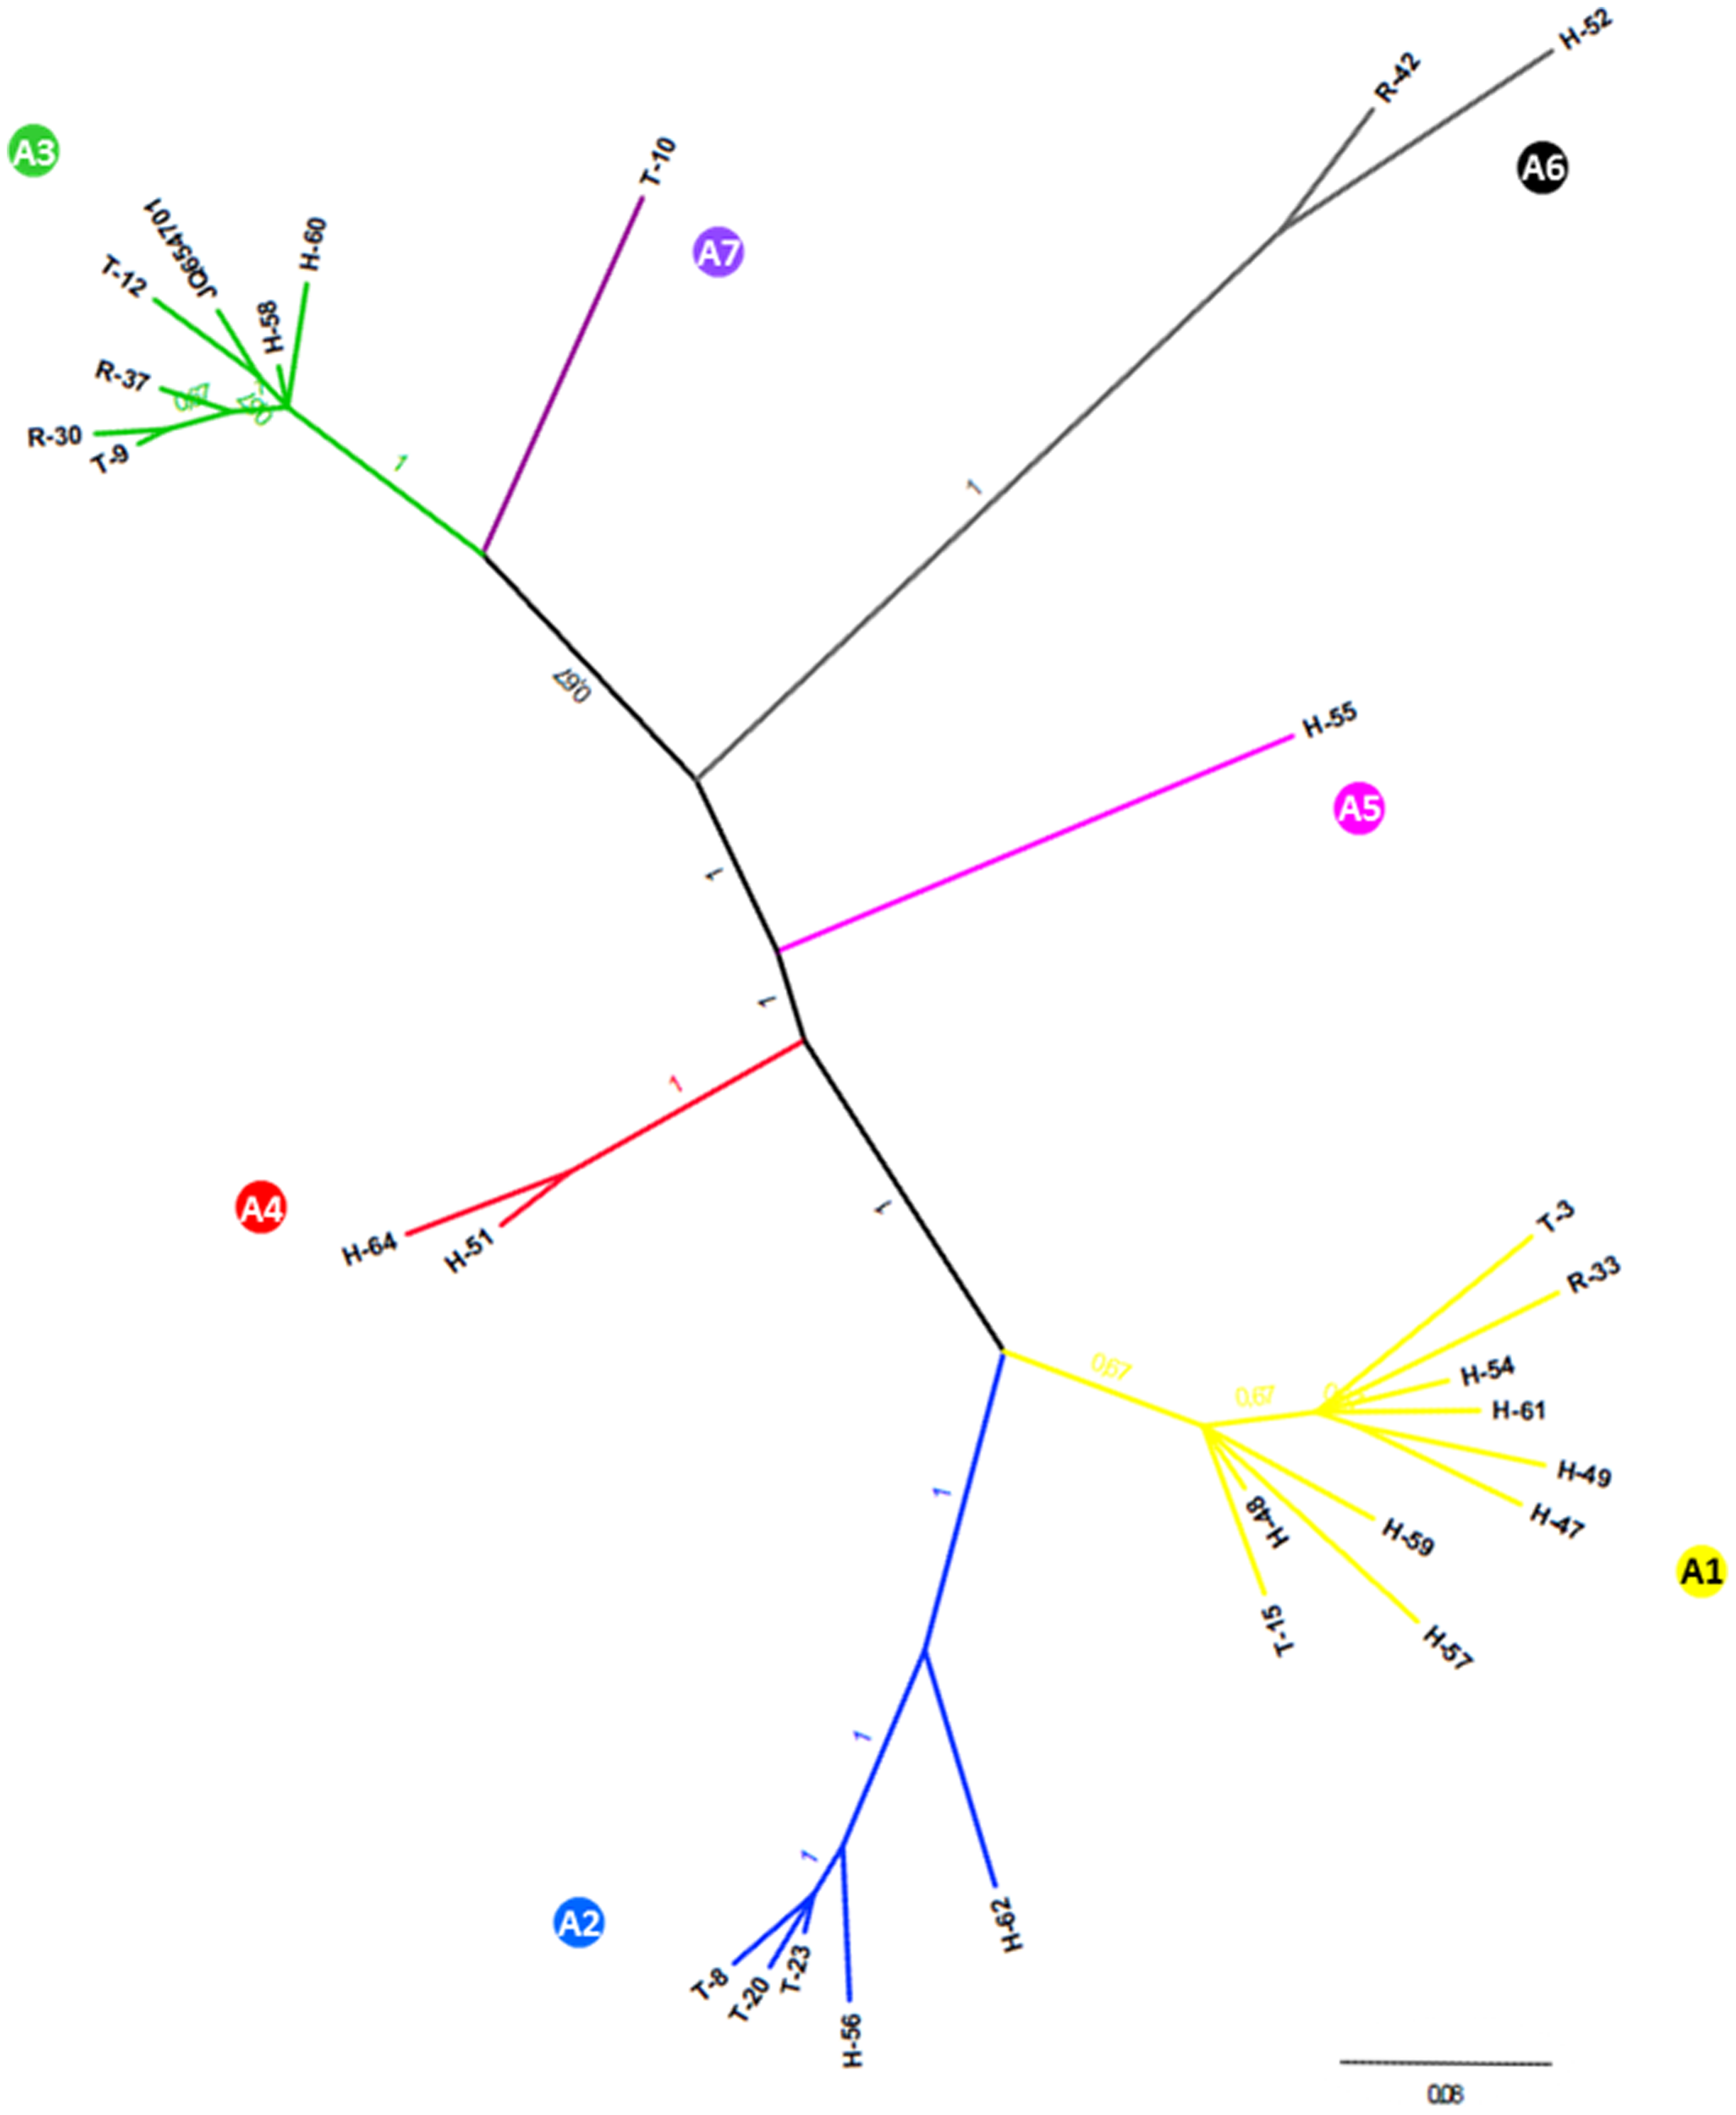 H-52
R-42
A6
A3
T-10
A7
JQ654701
H-60
T-12
H-58
R-37
0,67
1
0,67
R-30
T-9
1
1
0,67
H-55
A5
1
1
1
A4
H-64
H-51
1
T-3
R-33
0,67
0,67
H-54
H-61
H-49
H-47
H-48
H-59
A1
T-15
H-57
1
1
1
A2
H-62
T-8
T-20
T-23
H-56
0.08